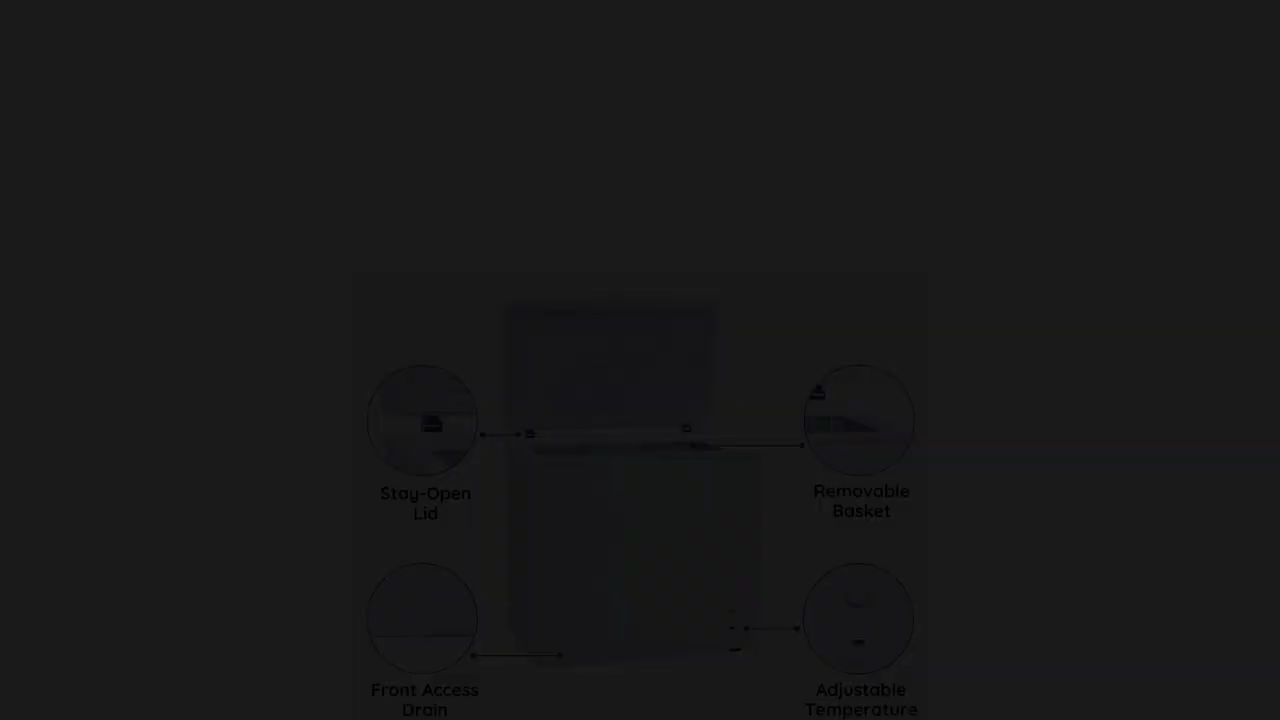 Stay-Open
Lid
Removable
Basket
Front Access
Drain
Adjustable
Temperature